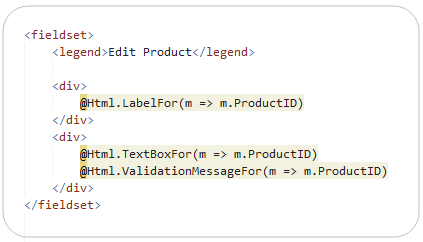 <fieldset>
<legend>Edit Product</legend>
<div>
@Html.LabelFor(m => m.ProductID)
</div>
<div>
@Html.TextBoxFor(m => m.ProductID)
@Html.ValidationMessageFor(m => m.ProductID)
</div>
</fieldset>